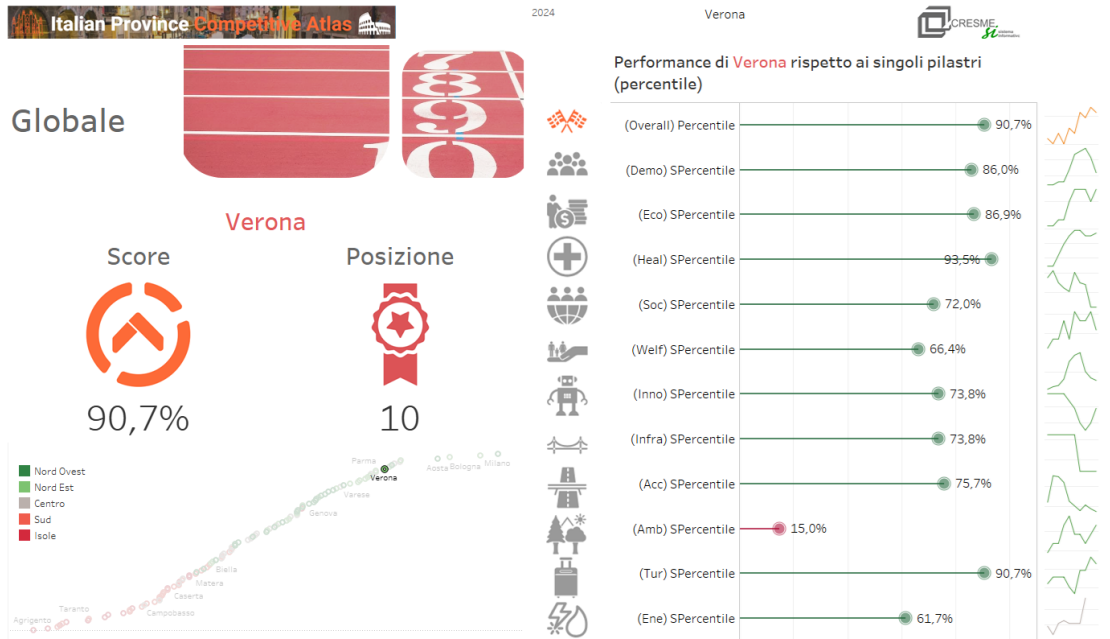 Italian Province Competitive Atlas
2024
Verona
CRESME
Si
sistema
informativo
Globale
Verona
Score
Posizione
90,7%
10
Nord Ovest
Nord Est
Centro
Sud
Isole
Parma
Verona
Varese
Aosta
Bologna
Milano
Genova
Bialla
Matera
Caserta
Campobasso
Taranto
Agrigento
Performance di Verona rispetto ai singoli pilastri
(percentile)
(Overall) Percentile 90,7%
(Demo) SPercentile 86,0%
(Eco) SPercentile 86,9%
(Heal) SPercentile 93,5%
(Soc) SPercentile 72,0%
(Welf) SPercentile 66,4%
(Inno) SPercentile 73,8%
(Infra) SPercentile 73,8%
(Acc) SPercentile 75,7%
(Amb) SPercentile 15,0%
(Tur) SPercentile 90,7%
(Ene) SPercentile 61,7%